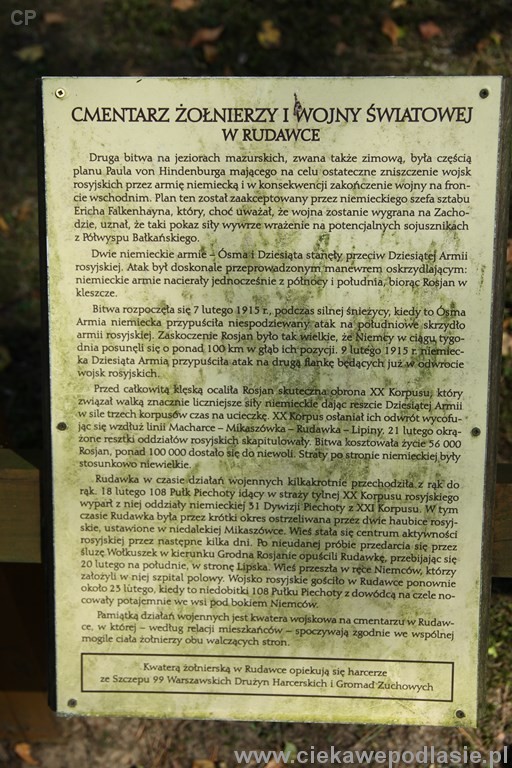 CP
CMENTARZ ŻOŁNIERZY I WOJNY ŚWIATOWEJ
W RUDAWCE
Druga bitwa na jeziorach mazurskich, zwana także zimową, była częścią
planu Paula von Hindenburga mającego na celu ostateczne zniszczenie wojsk
rosyjskich przez armię niemiecką i w konsekwencji zakończenie wojny na fron-
cie wschodnim. Plan ten został zaakceptowany przez niemieckiego szefa sztabu
Ericha Falkenhayna, który, choć uważał, że wojna zostanie wygrana na Zacho-
dzie, uznał, że taki pokaz siły wywrze wrażenie na potencjalnych sojusznikach
z Półwyspu Bałkańskiego.
Dwie niemieckie armie – Ósma i Dziesiąta stanęły przeciw Dziesiątej Armii
rosyjskiej. Atak był doskonale przeprowadzonym manewrem oskrzydlającym:
niemieckie armie nacierały jednocześnie z północy i południa, biorąc Rosjan w
kleszcze.
Bitwa rozpoczęła się 7 lutego 1915 r., podczas silnej śnieżycy, kiedy to Ósma
Armia niemiecka przypuściła niespodziewany atak na południowe skrzydło
armii rosyjskiej. Zaskoczenie Rosjan było tak wielkie, że Niemcy w ciągu tygo-
dnia posunęli się o ponad 100 km w głąb ich pozycji. 9 lutego 1915 r. niemiec-
ka Dziesiąta Armia przypuściła atak na drugą flankę będących już w odwrocie
wojsk rosyjskich.
Przed całkowitą klęską ocaliła Rosjan skuteczna obrona XX Korpusu, który
związał walką znacznie liczniejsze siły niemieckie dając reszcie Dziesiątej Armii
w sile trzech korpusów czas na ucieczkę. XX Korpus osłaniał ich odwrót wycofu-
jąc się wzdłuż linii Macharce – Mikaszówka – Rudawka – Lipiny. 21 lutego okrą-
żone resztki oddziałów rosyjskich skapitulowały. Bitwa kosztowała życie 56 000
Rosjan, ponad 100 000 dostało się do niewoli. Straty po stronie niemieckiej były
stosunkowo niewielkie.
Rudawka w czasie działań wojennych kilkakrotnie przechodziła z rąk do
rąk. 18 lutego 108 Pułk Piechoty idący w straży tylnej XX Korpusu rosyjskiego
wyparł z niej oddziały niemieckiej 31 Dywizji Piechoty z XXI Korpusu. W tym
czasie Rudawka była przez krótki okres ostrzeliwana przez dwie haubice rosyj-
skie, ustawione w niedalekiej Mikaszówce. Wieś stała się centrum aktywności
rosyjskiej przez następne kilka dni. Po nieudanej próbie przedarcia się przez
śluzę Wołkuszek w kierunku Grodna Rosjanie opuścili Rudawkę, przebijając się
20 lutego na południe, w stronę Lipska. Wieś przeszła w ręce Niemców, którzy
założyli w niej szpital polowy. Wojsko rosyjskie gościło w Rudawce ponownie
około 23 lutego, kiedy to niedobitki 108 Pułku Piechoty z dowódcą na czele no-
cowały potajemnie we wsi pod bokiem Niemców.
Pamiątką działań wojennych jest kwatera wojskowa na cmentarzu w Rudaw-
ce, w której – według relacji mieszkańców – spoczywają zgodnie we wspólnej
mogile ciała żołnierzy obu walczących stron.
Kwaterą żołnierską w Rudawce opiekują się harcerze
ze Szczepu 99 Warszawskich Drużyn Harcerskich i Gromad Zuchowych
www.ciekawepodlasie.pl